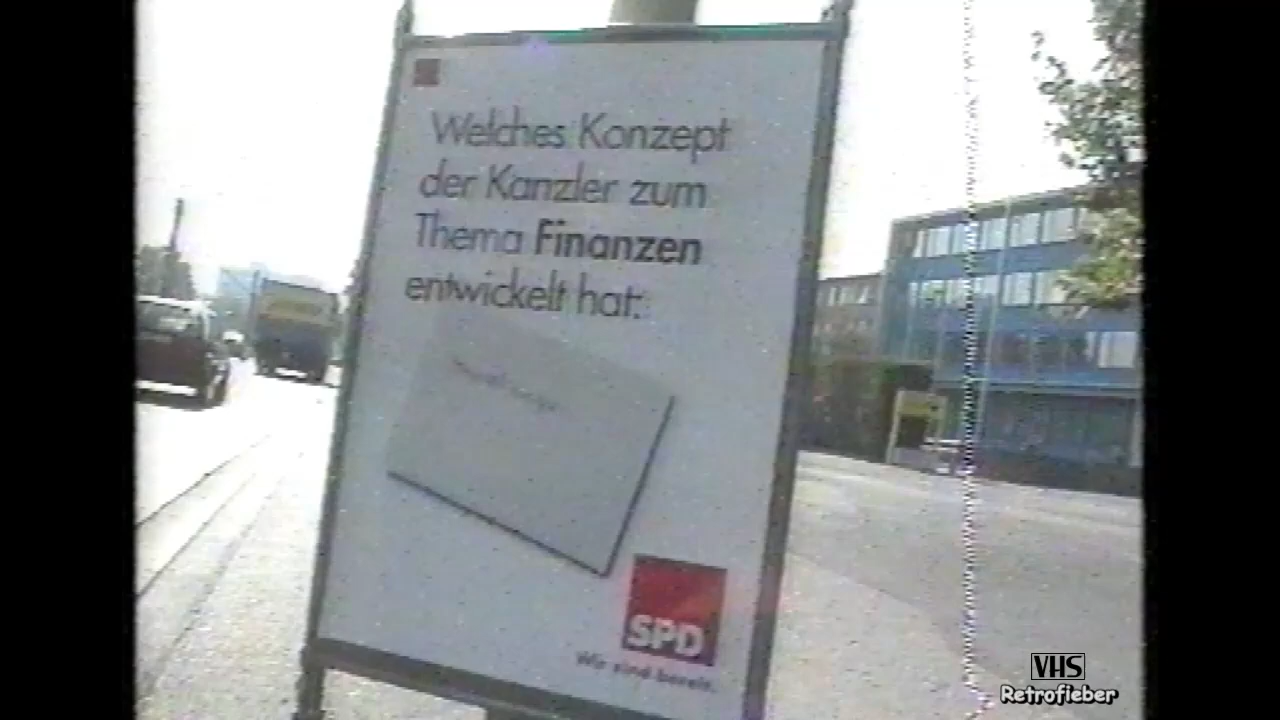 Welches Konzept
der Kanzler zum
Thema Finanzen
entwickelt hat:
SPD
Wir sind bereit.
VHS
Retrofieber